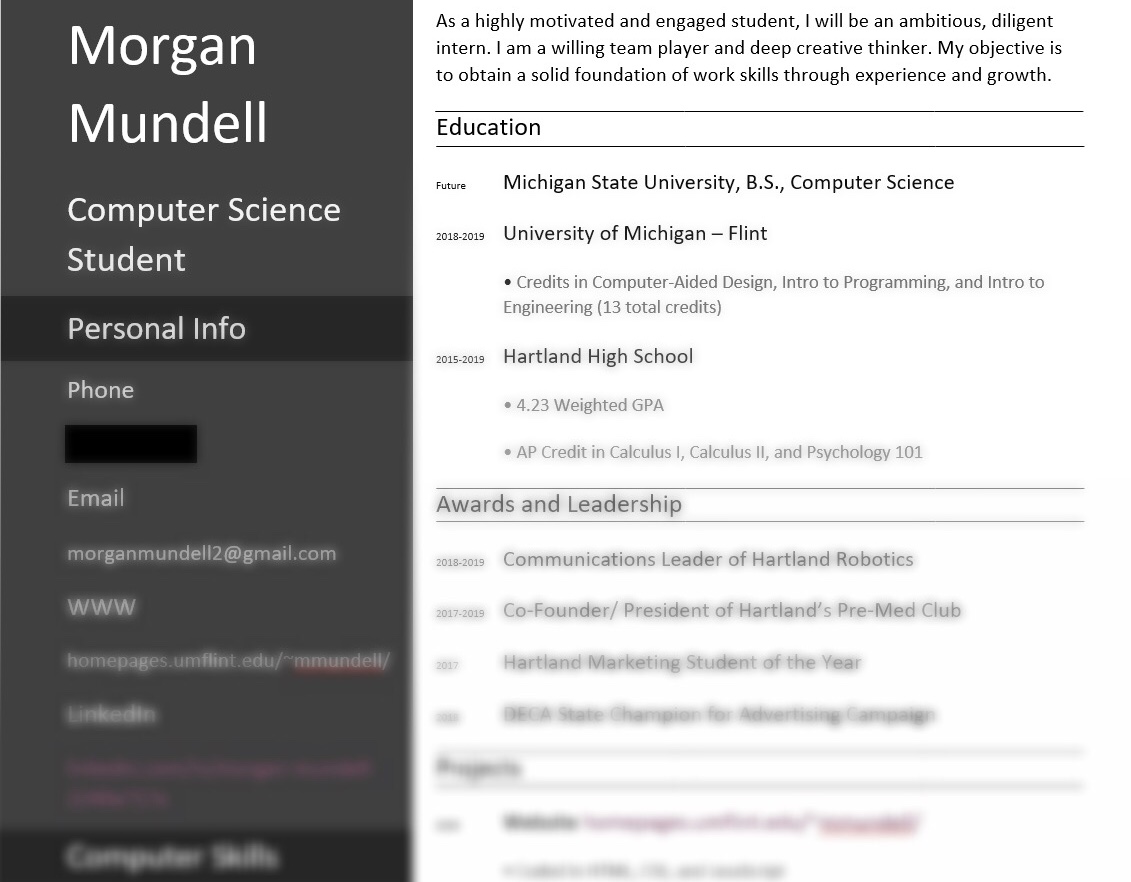 Morgan
Mundell
Computer Science
Student
Personal Info
Phone
Email
morganmundell2@gmail.com
WWW
homepages.umflint.edu/~mmundell/
LinkedIn
Computer Skills
As a highly motivated and engaged student, I will be an ambitious, diligent
intern. I am a willing team player and deep creative thinker. My objective is
to obtain a solid foundation of work skills through experience and growth.
Education
Future Michigan State University, B.S., Computer Science
2018-2019 University of Michigan – Flint
• Credits in Computer-Aided Design, Intro to Programming, and Intro to
Engineering (13 total credits)
2015-2019 Hartland High School
• 4.23 Weighted GPA
• AP Credit in Calculus I, Calculus II, and Psychology 101
Awards and Leadership
2018-2019 Communications Leader of Hartland Robotics
2017-2019 Co-Founder/ President of Hartland's Pre-Med Club
2017 Hartland Marketing Student of the Year
DECA State Champion for Advertising Campaign
Projects
Website homepages.umflint.edu/~mmundell/
• Coded in HTML, CSS, and JavaScript